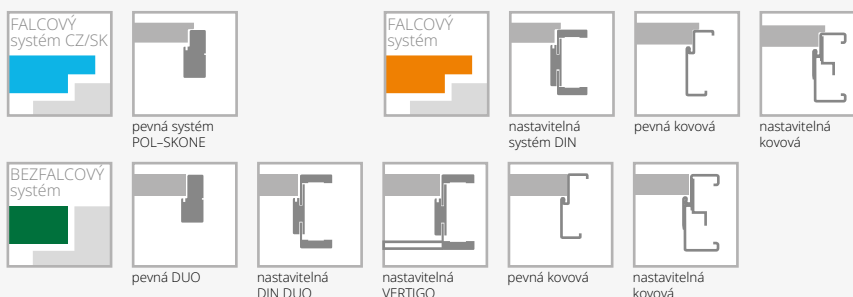 FALCOVÝ
systém CZ/SK
pevná systém
POL–SKONE
FALCOVÝ
systém
nastavitelná
systém DIN
pevná kovová
nastavitelná
kovová
BEZFALCOVÝ
systém
pevná DUO
nastavitelná
DIN DUO
nastavitelná
VERTIGO
pevná kovová
nastavitelná
kovová